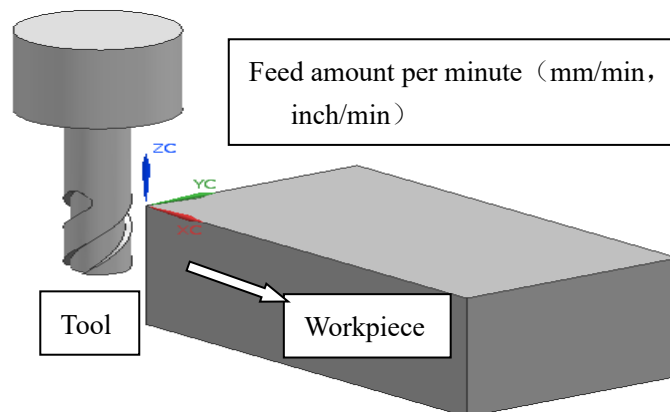 Feed amount per minute（mm/min，
inch/min）
ZC
YC
XC
Tool
Workpiece